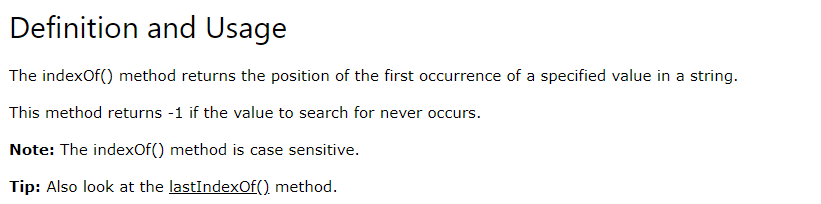 Definition and Usage
The indexOf() method returns the position of the first occurrence of a specified value in a string.
This method returns -1 if the value to search for never occurs.
Note: The indexOf() method is case sensitive.
Tip: Also look at the lastIndexOf() method.